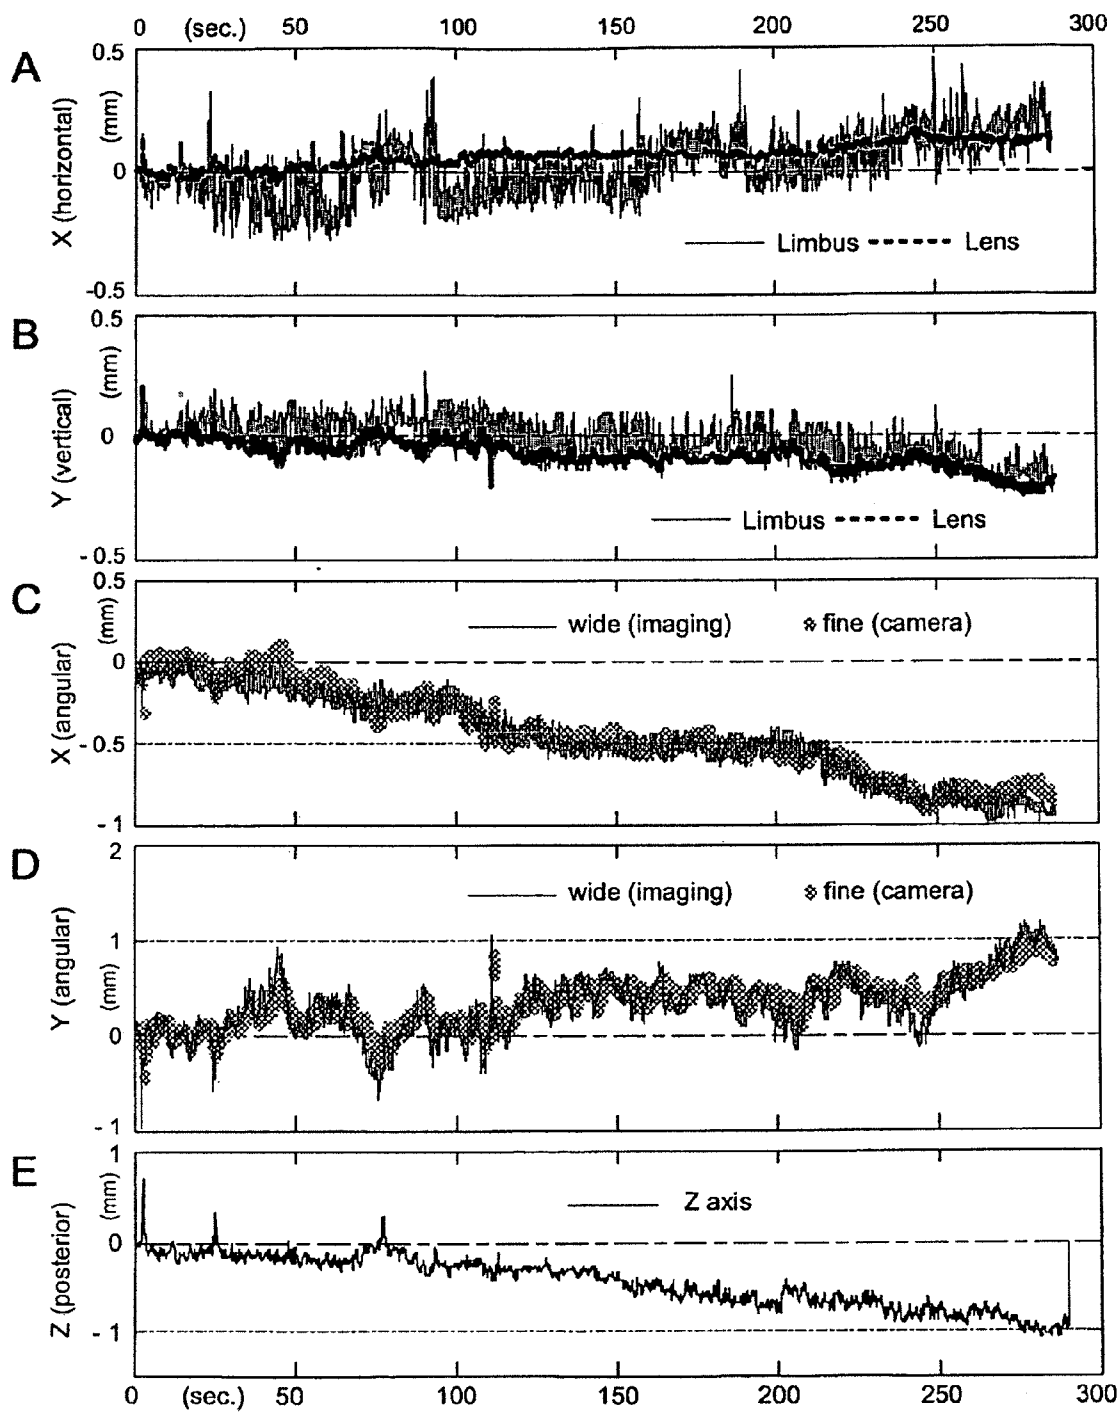 0 (sec.) 50 100 150 200 250 300
A
0.5
(mm)
0
X (horizontal)
Limbus Lens
-0.5
0.5
B
(mm)
0
Y (vertical)
Limbus Lens
- 0.5
0.5
C
(mm)
wide (imaging) fine (camera)
0
X (angular)
- 0.5
- 1
2
D
wide (imaging) fine (camera)
1
Y (angular)
(mm)
0
- 1
1
E
(mm)
Z axis
0
Z (posterior)
- 1
0 (sec.) 50 100 150 200 250 300